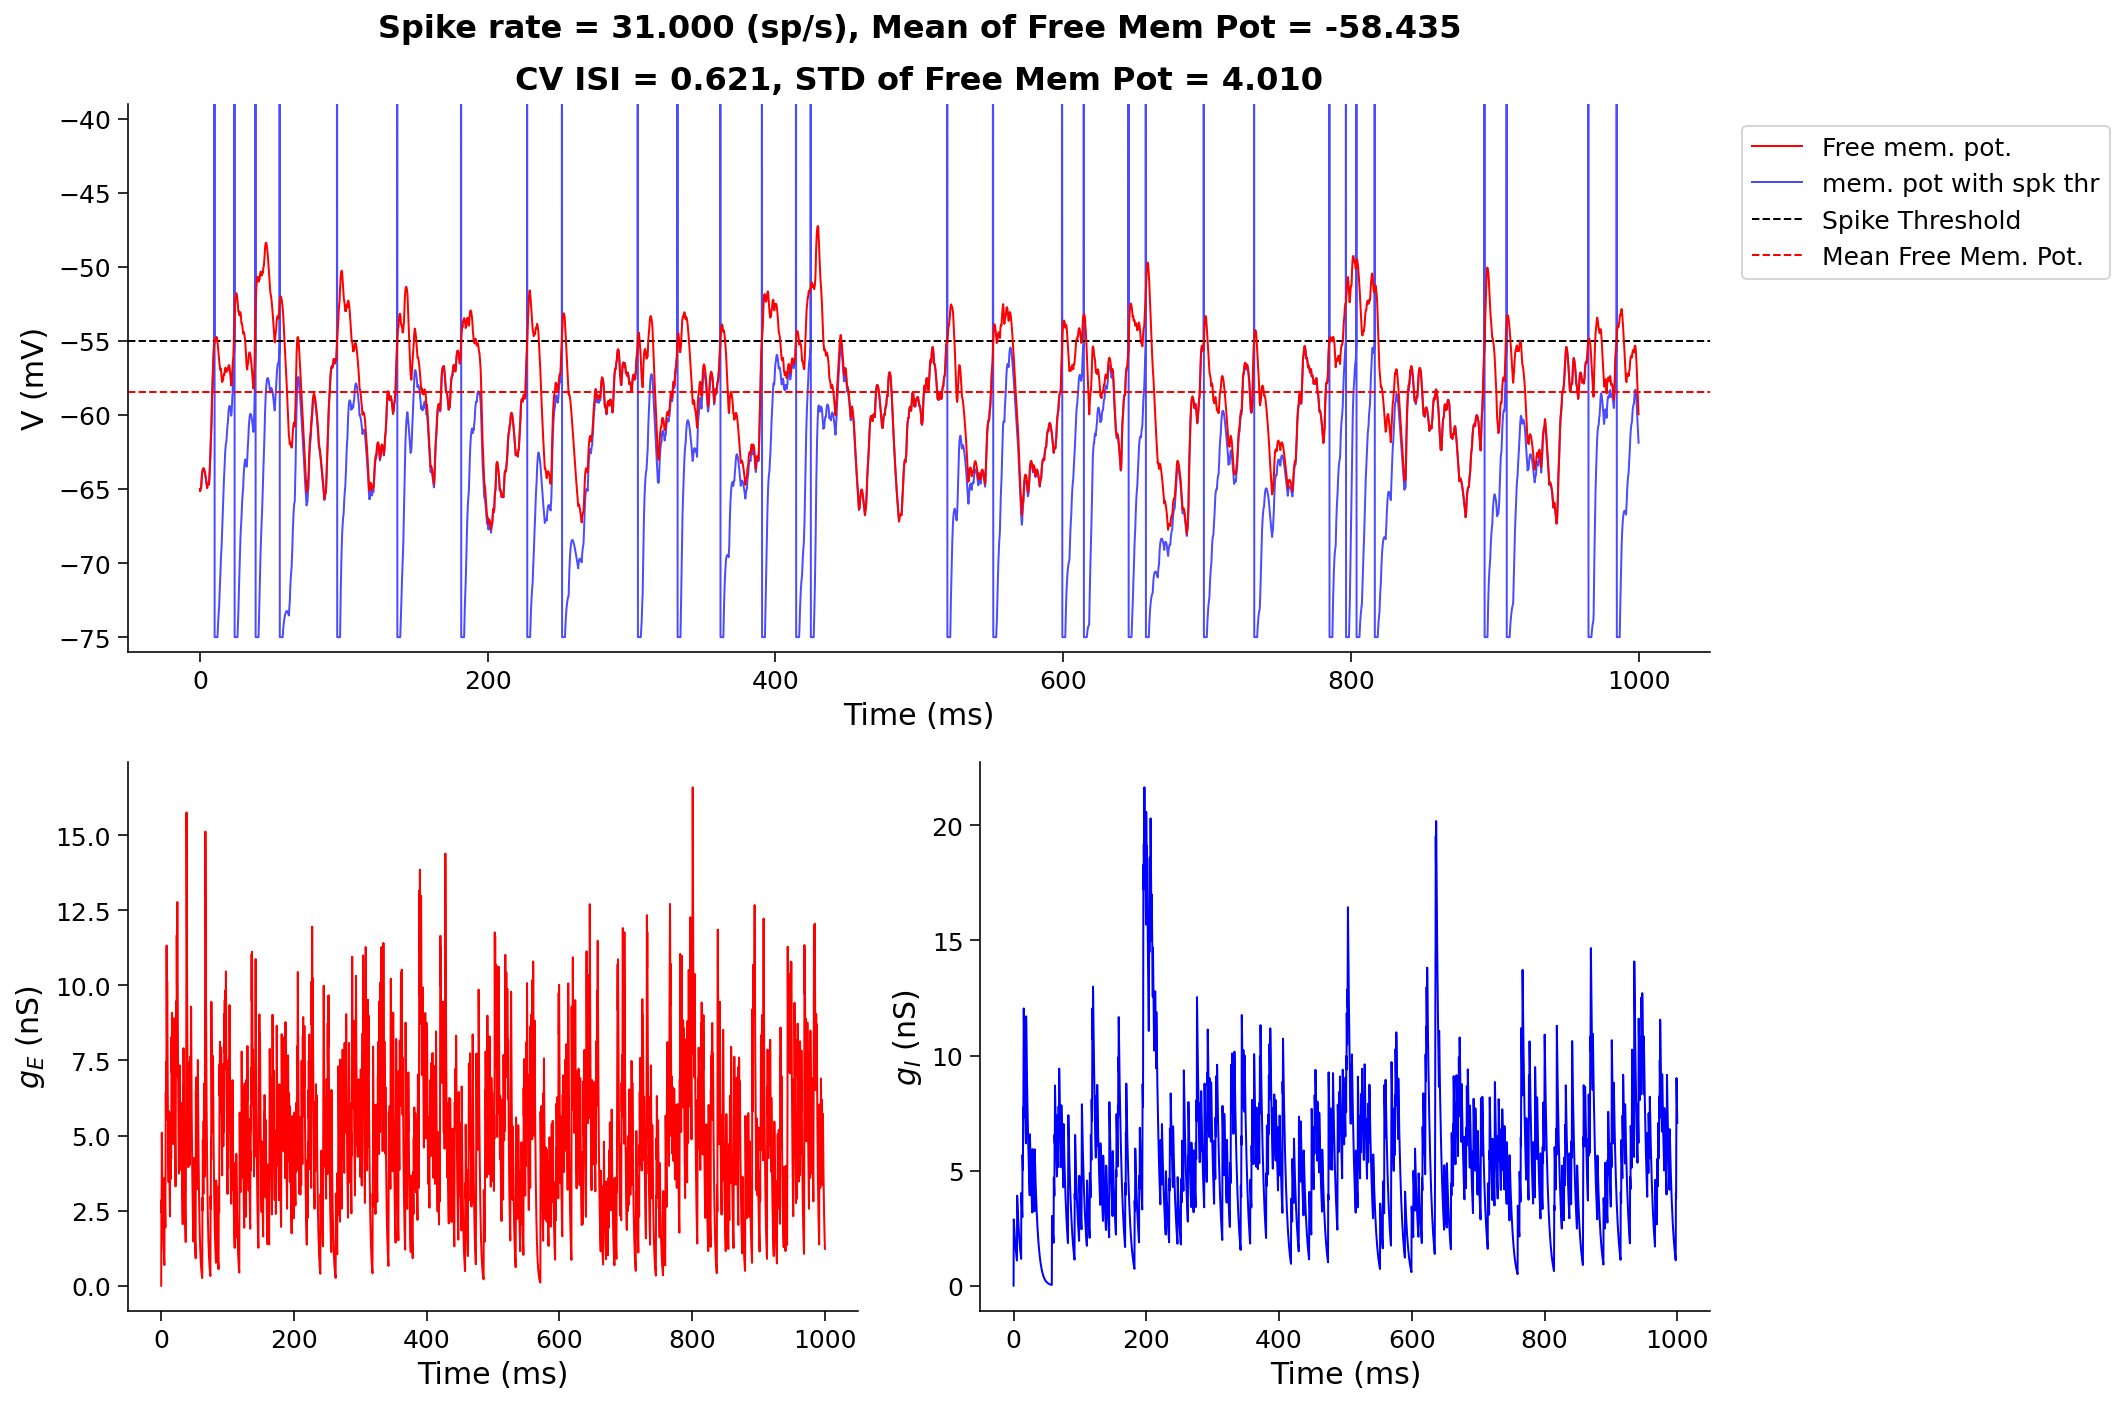 Spike rate = 31.000 (sp/s), Mean of Free Mem Pot = -58.435
CV ISI = 0.621, STD of Free Mem Pot = 4.010
−40
−45
−50
−55
−60
−65
−70
−75
V (mV)
0 200 400 600 800 1000
Time (ms)
Free mem. pot.
mem. pot with spk thr
Spike Threshold
Mean Free Mem. Pot.
15.0
12.5
10.0
7.5
5.0
2.5
0.0
g_E (nS)
0 200 400 600 800 1000
Time (ms)
20
15
10
5
0
g_I (nS)
0 200 400 600 800 1000
Time (ms)